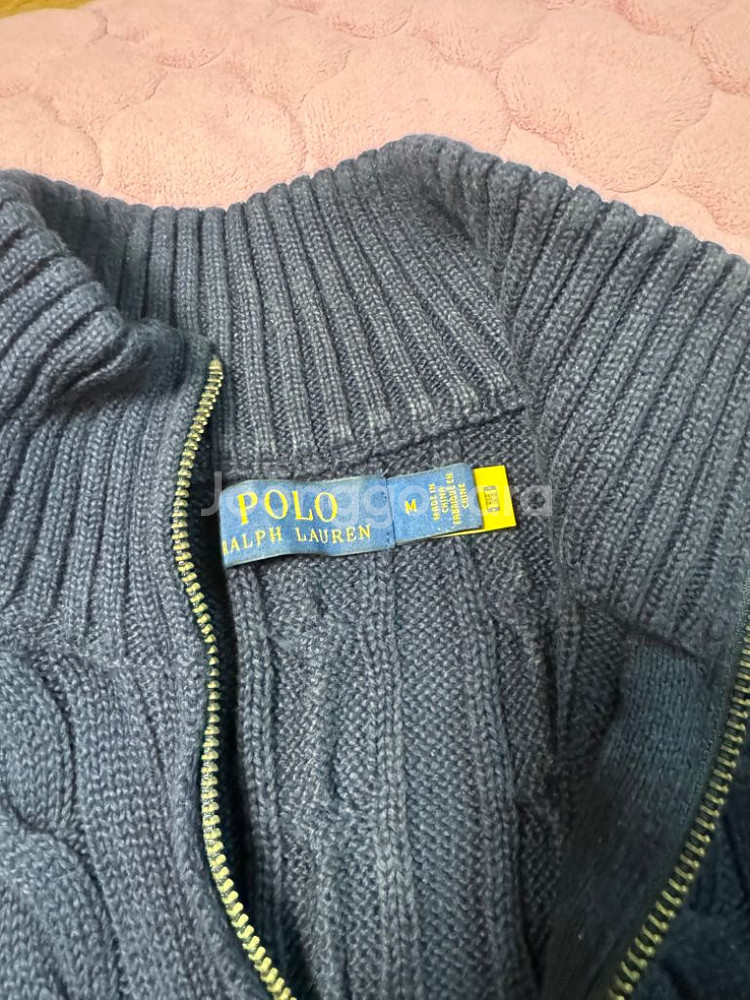 POLO
RALPH LAUREN
M
MADE IN
CHINA
FABRIQUÉ EN
CHINE